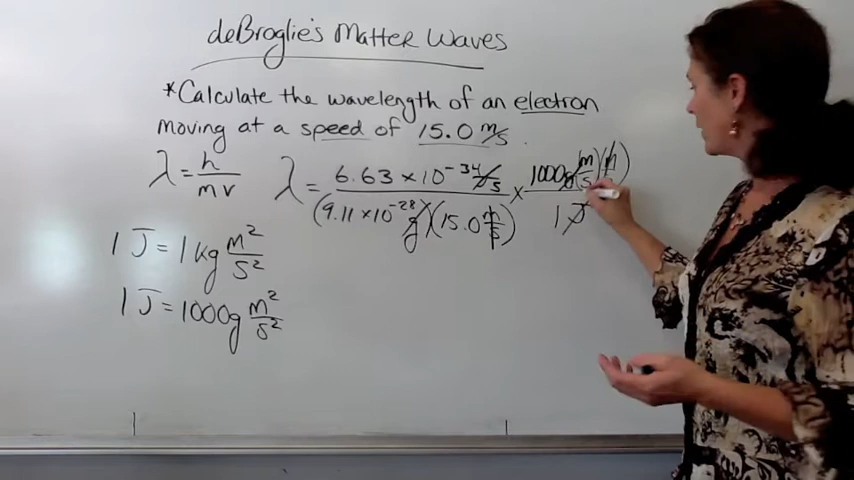 deBroglie's Matter Waves
*Calculate the wavelength of an electron
moving at a speed of 15.0 m/s.
λ = h/mv λ = 6.63 × 10^-34 J·s / (9.11 × 10^-28 g)(15.0 m/s) × 1000g (m/s)(m/ / 1 J
1 J = 1 kg m²/s²
1 J = 1000g m²/s²